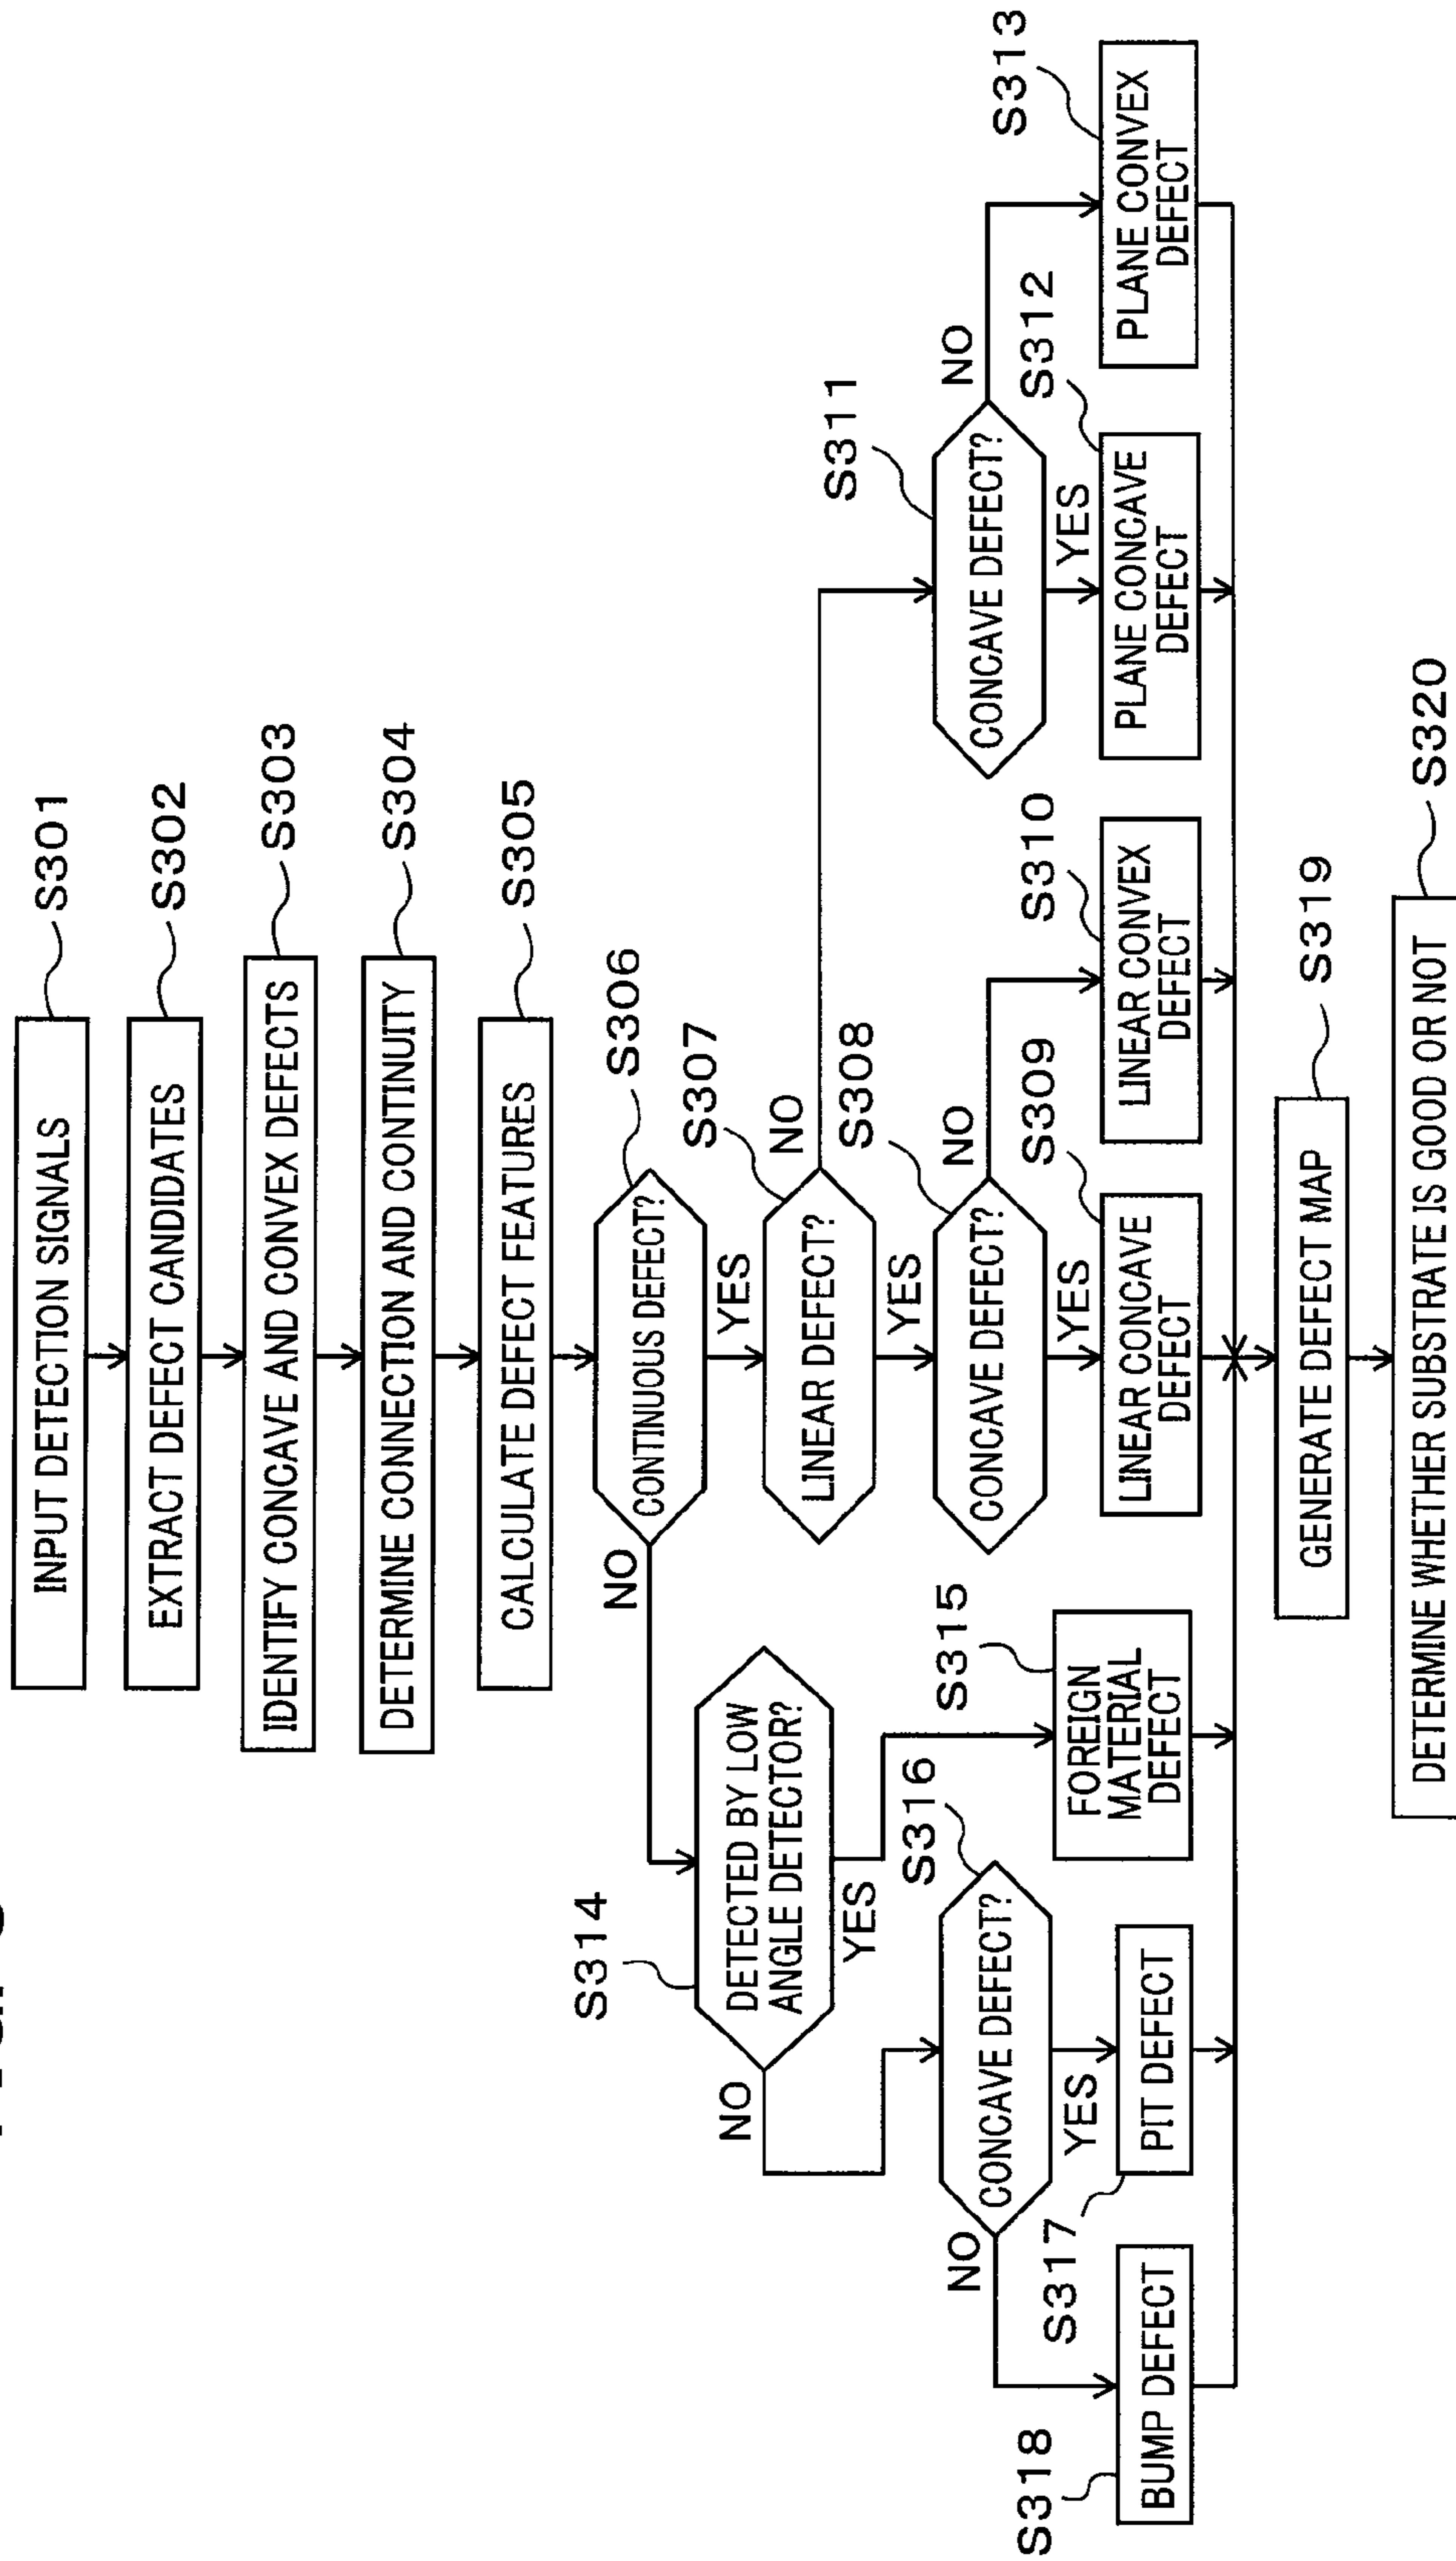 INPUT DETECTION SIGNALS
S301
EXTRACT DEFECT CANDIDATES
S302
IDENTIFY CONCAVE AND CONVEX DEFECTS
S303
DETERMINE CONNECTION AND CONTINUITY
S304
CALCULATE DEFECT FEATURES
S305
CONTINUOUS DEFECT?
S306
NO
YES
S314
DETECTED BY LOW
ANGLE DETECTOR?
NO
YES
LINEAR DEFECT?
S307
NO
YES
S316
CONCAVE DEFECT?
NO
YES
S315
FOREIGN
MATERIAL
DEFECT
CONCAVE DEFECT?
S308
NO
YES
S311
CONCAVE DEFECT?
NO
YES
S318
BUMP DEFECT
S317
PIT DEFECT
S309
LINEAR CONCAVE
DEFECT
S310
LINEAR CONVEX
DEFECT
S312
PLANE CONCAVE
DEFECT
S313
PLANE CONVEX
DEFECT
GENERATE DEFECT MAP
S319
DETERMINE WHETHER SUBSTRATE IS GOOD OR NOT
S320